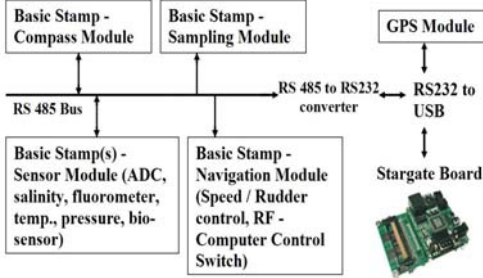 Basic Stamp -
Compass Module
Basic Stamp -
Sampling Module
GPS Module
RS 485 Bus
RS 485 to RS232
converter
RS232 to
USB
Basic Stamp(s) -
Sensor Module (ADC,
salinity, fluorometer,
temp., pressure, bio-
sensor)
Basic Stamp -
Navigation Module
(Speed / Rudder
control, RF -
Computer Control
Switch)
Stargate Board